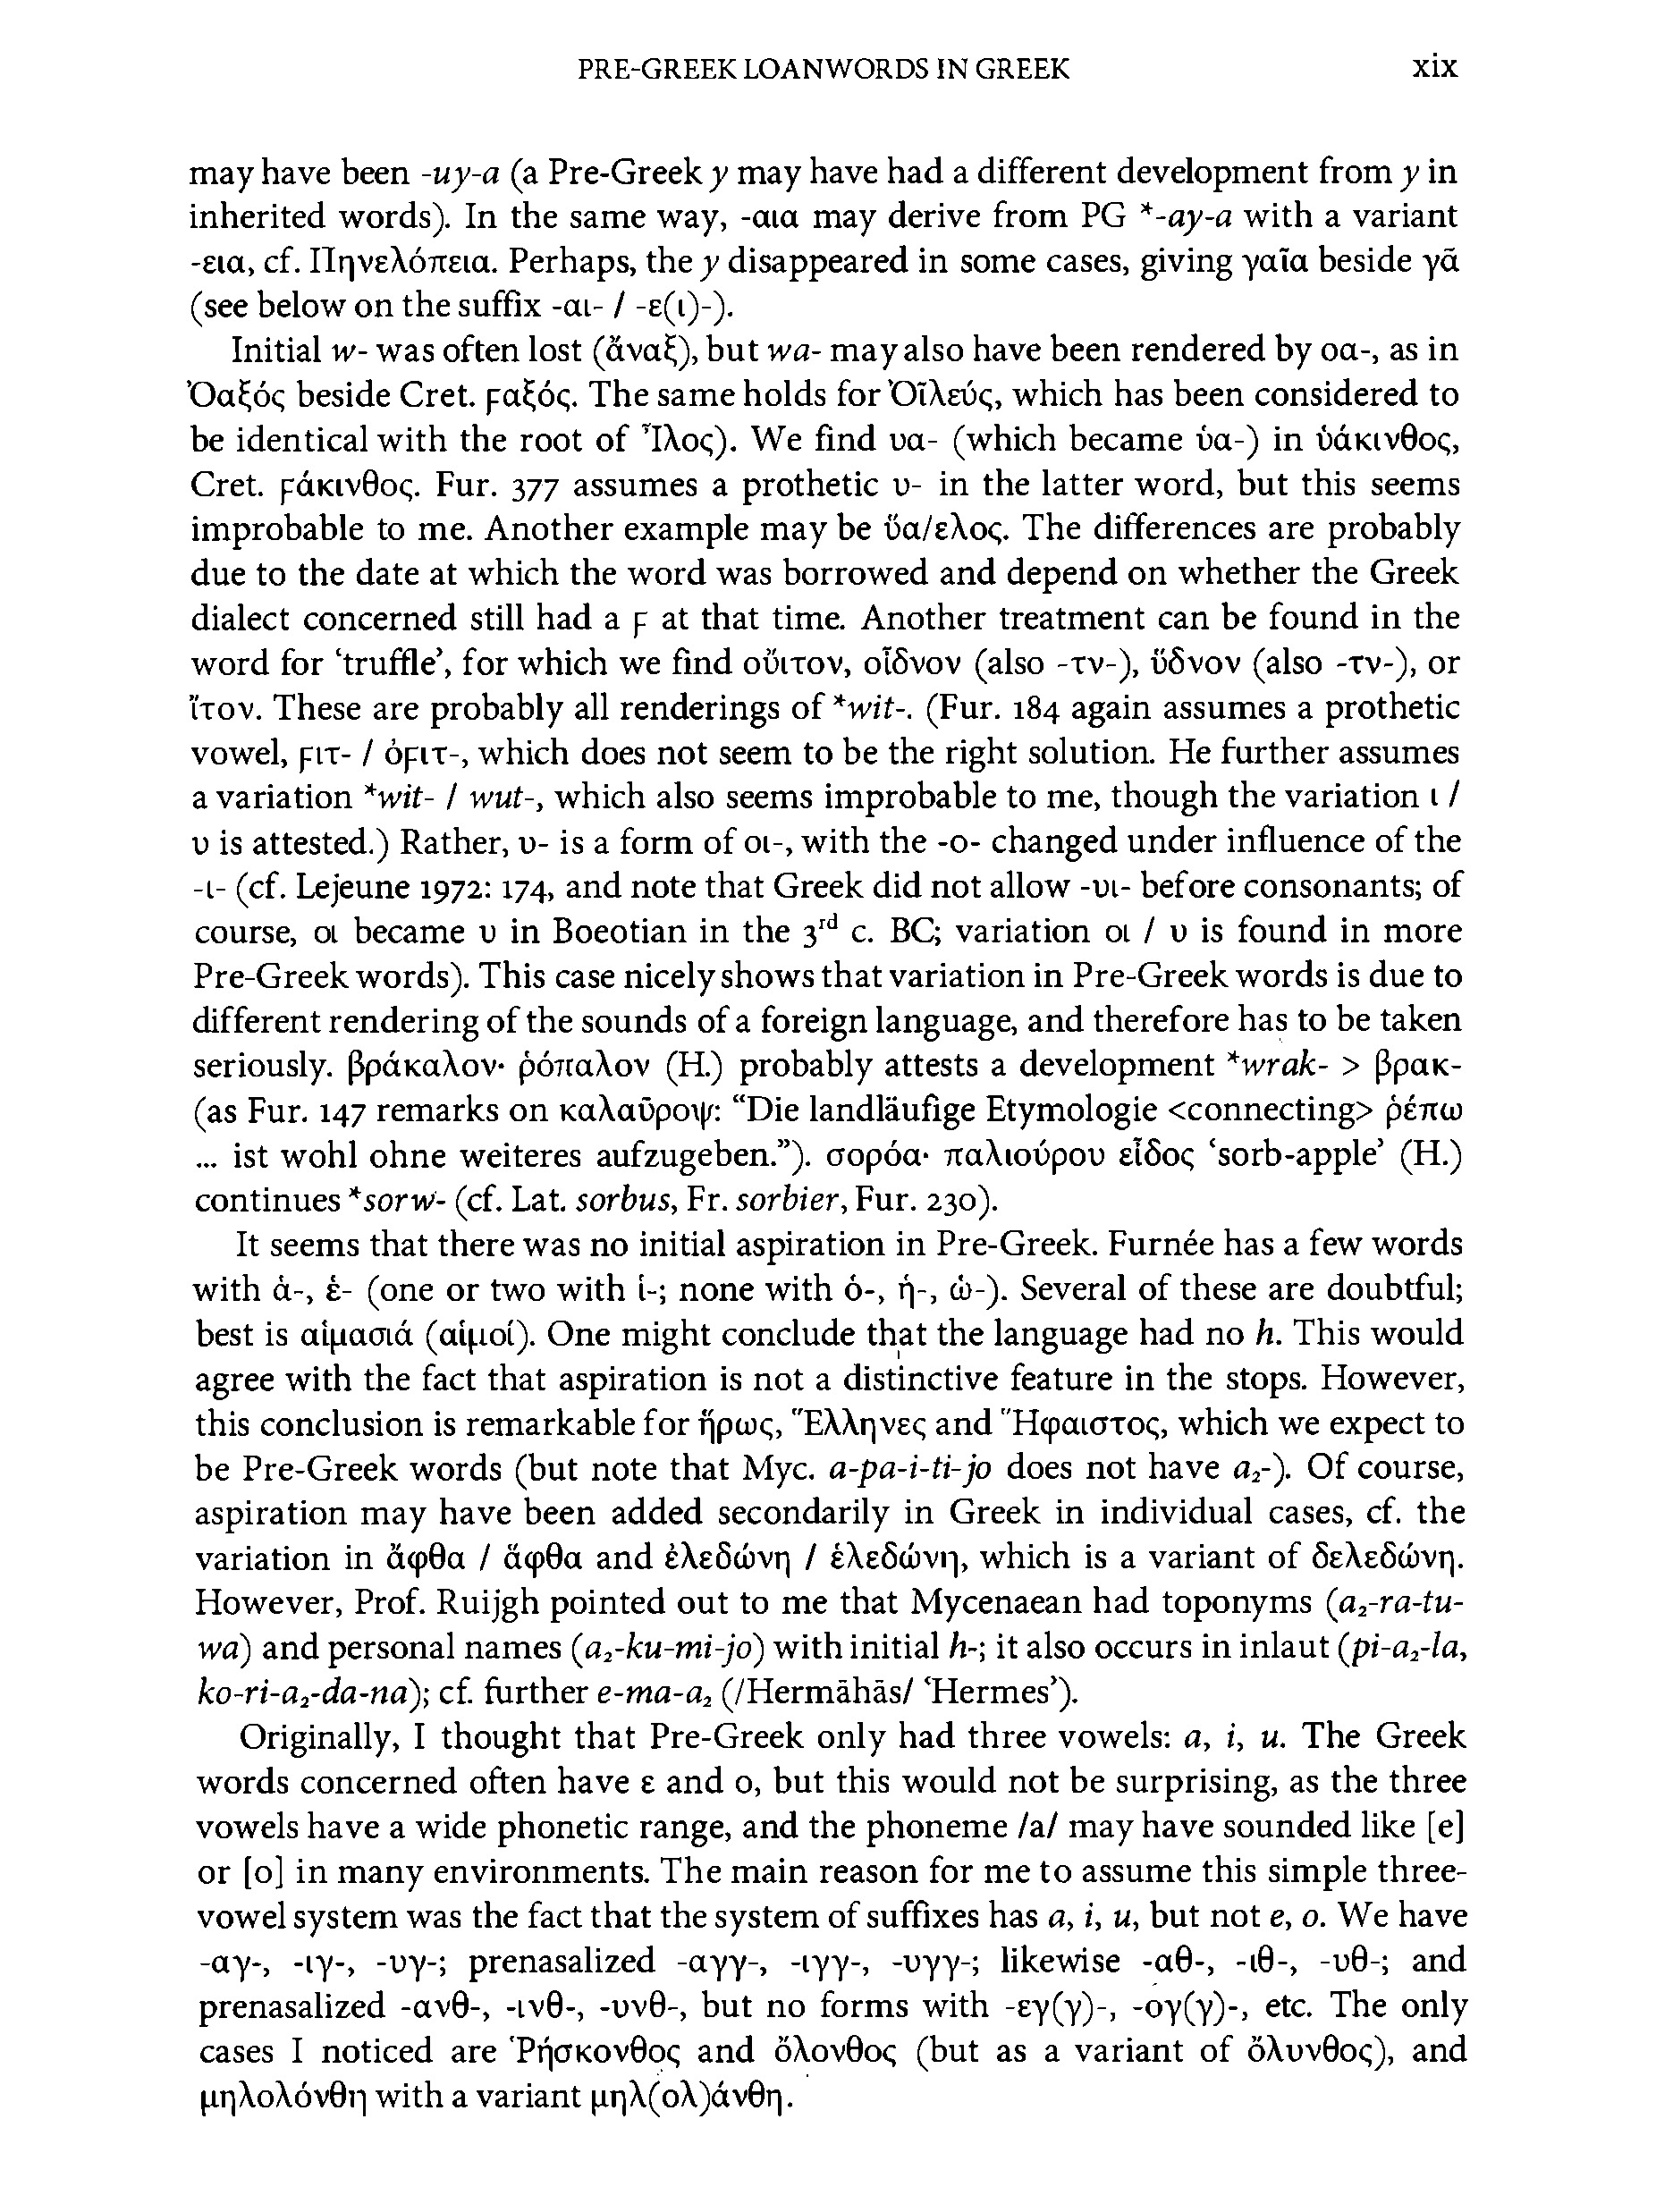 PRE-GREEK LOANWORDS IN GREEK xix
may have been -uy-a (a Pre-Greek y may have had a different development from y in
inherited words). In the same way, -αια may derive from PG *-ay-a with a variant
-εια, cf. Πηνελόπεια. Perhaps, the y disappeared in some cases, giving γαῖα beside γᾶ
(see below on the suffix -αι- / -ε(ι)-).
Initial w- was often lost (ἄναξ), but wa- may also have been rendered by οα-, as in
Ὀαξός beside Cret. ϝαξός. The same holds for Ὀϊλεύς, which has been considered to
be identical with the root of Ἶλος). We find υα- (which became ὑα-) in ὑάκινθος,
Cret. ϝάκινθος. Fur. 377 assumes a prothetic υ- in the latter word, but this seems
improbable to me. Another example may be ὕα/ελος. The differences are probably
due to the date at which the word was borrowed and depend on whether the Greek
dialect concerned still had a ϝ at that time. Another treatment can be found in the
word for ‘truffle’, for which we find οὔιτον, οἶδνον (also -τν-), ὕδνον (also -τν-), or
ἴτον. These are probably all renderings of *wit-. (Fur. 184 again assumes a prothetic
vowel, ϝιτ- / ὀϝιτ-, which does not seem to be the right solution. He further assumes
a variation *wit- / wut-, which also seems improbable to me, though the variation ι /
υ is attested.) Rather, υ- is a form of οι-, with the -ο- changed under influence of the
-ι- (cf. Lejeune 1972: 174, and note that Greek did not allow -υι- before consonants; of
course, οι became υ in Boeotian in the 3rd c. BC; variation οι / υ is found in more
Pre-Greek words). This case nicely shows that variation in Pre-Greek words is due to
different rendering of the sounds of a foreign language, and therefore has to be taken
seriously. βράκαλον· ῥόπαλον (H.) probably attests a development *wrak- > βρακ-
(as Fur. 147 remarks on καλαῦροψ: “Die landläufige Etymologie <connecting> ῥέπω
... ist wohl ohne weiteres aufzugeben.”). σορόα· παλιούρου εἶδος ‘sorb-apple’ (H.)
continues *sorw- (cf. Lat. sorbus, Fr. sorbier, Fur. 230).
It seems that there was no initial aspiration in Pre-Greek. Furnée has a few words
with ἁ-, ἑ- (one or two with ἱ-; none with ὁ-, ἡ-, ὡ-). Several of these are doubtful;
best is αἱμασιά (αἱμοί). One might conclude that the language had no h. This would
agree with the fact that aspiration is not a distinctive feature in the stops. However,
this conclusion is remarkable for ἥρως, Ἕλληνες and Ἥφαιστος, which we expect to
be Pre-Greek words (but note that Myc. a-pa-i-ti-jo does not have a₂-). Of course,
aspiration may have been added secondarily in Greek in individual cases, cf. the
variation in ἄφθα / ἅφθα and ἐλεδώνη / ἑλεδώνη, which is a variant of δελεδώνη.
However, Prof. Ruijgh pointed out to me that Mycenaean had toponyms (a₂-ra-tu-
wa) and personal names (a₂-ku-mi-jo) with initial h-; it also occurs in inlaut (pi-a₂-la,
ko-ri-a₂-da-na); cf. further e-ma-a₂ (/Hermāhās/ ‘Hermes’).
Originally, I thought that Pre-Greek only had three vowels: a, i, u. The Greek
words concerned often have ε and ο, but this would not be surprising, as the three
vowels have a wide phonetic range, and the phoneme /a/ may have sounded like [e]
or [o] in many environments. The main reason for me to assume this simple three-
vowel system was the fact that the system of suffixes has a, i, u, but not e, o. We have
-αγ-, -ιγ-, -υγ-; prenasalized -αγγ-, -ιγγ-, -υγγ-; likewise -αθ-, -ιθ-, -υθ-; and
prenasalized -ανθ-, -ινθ-, -υνθ-, but no forms with -εγ(γ)-, -ογ(γ)-, etc. The only
cases I noticed are Ῥήσκονθος and ὄλονθος (but as a variant of ὄλυνθος), and
μηλολόνθη with a variant μηλ(ολ)άνθη.